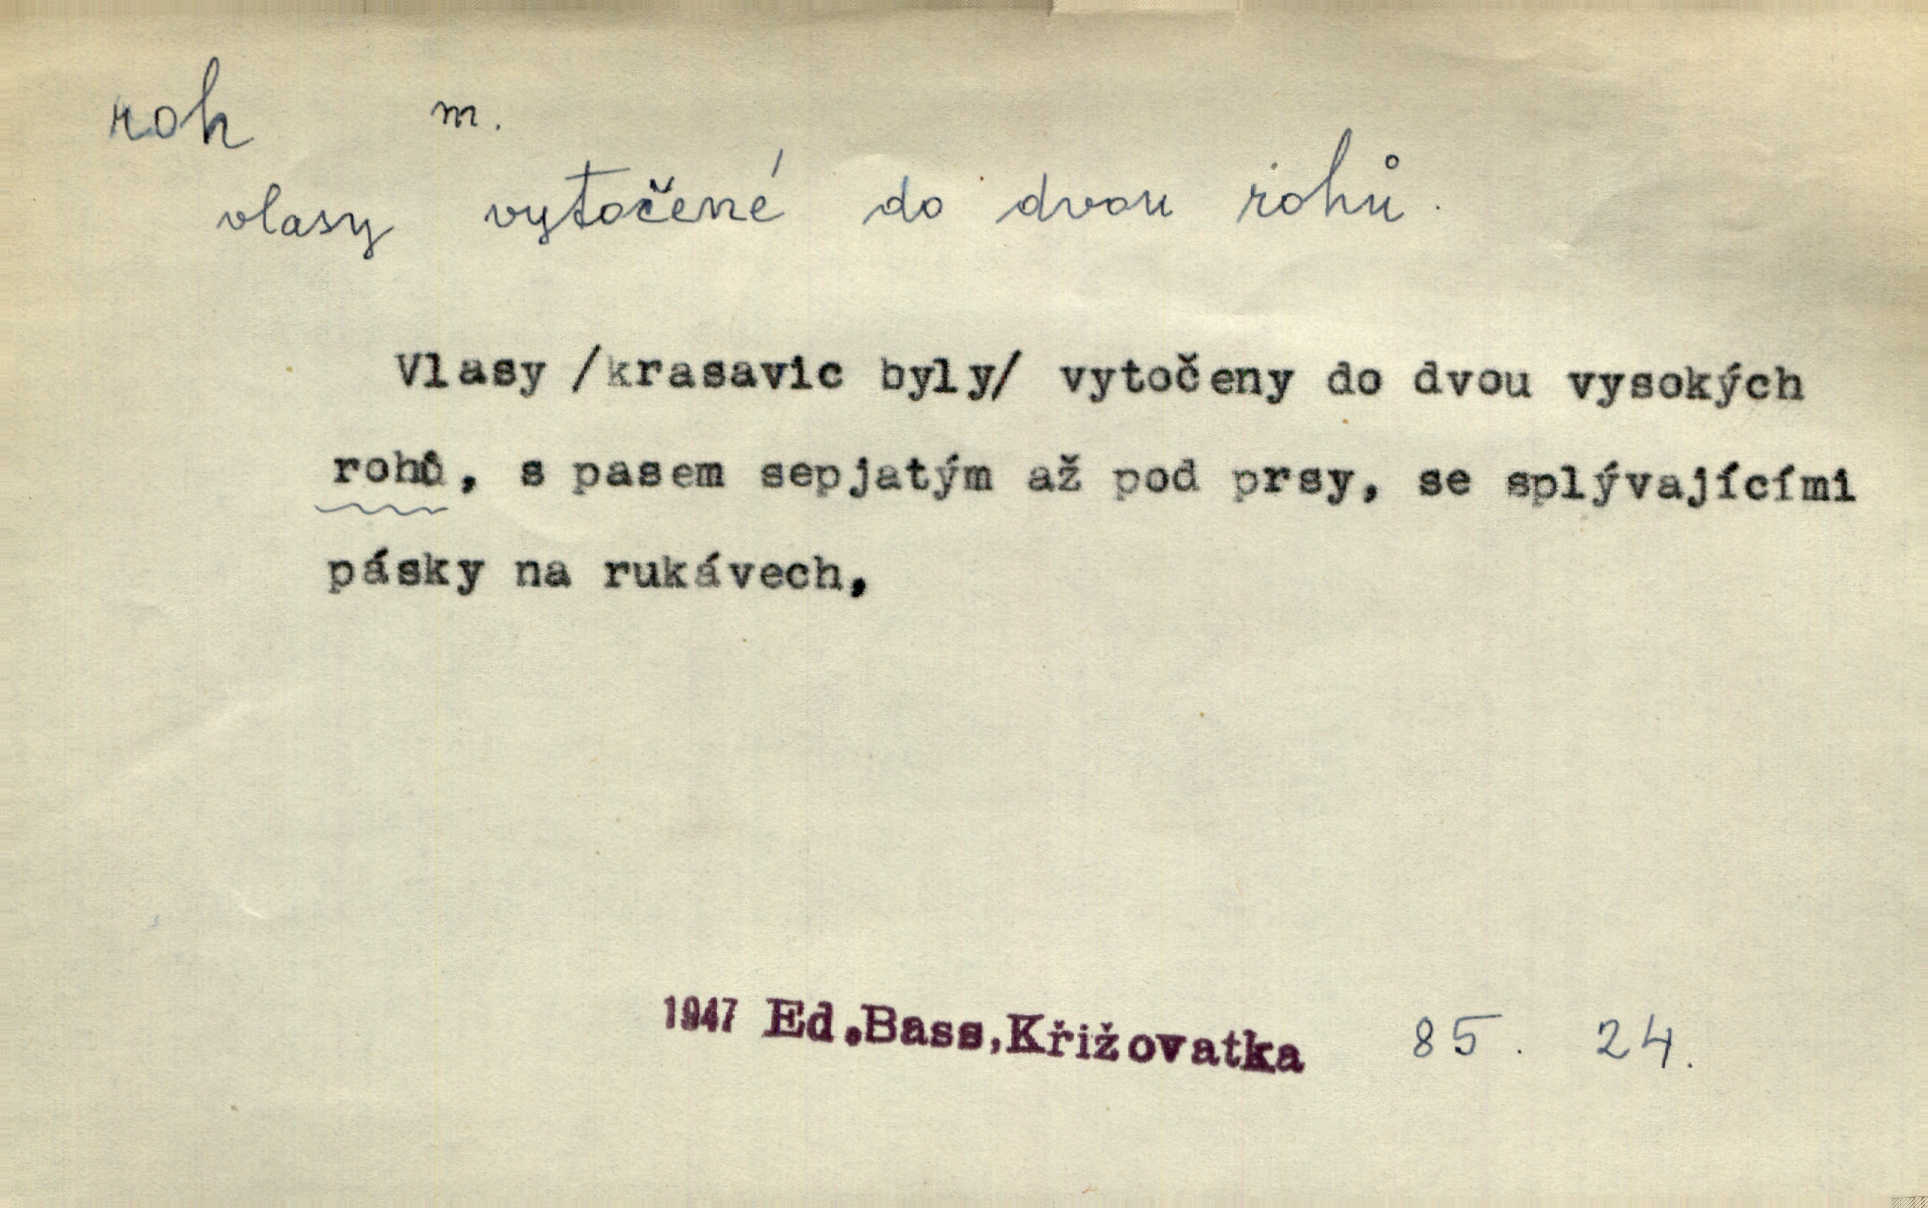 roh m.
vlasy vytočené do dvou rohů.
Vlasy /krasavic byly/ vytočeny do dvou vysokých
rohů, s pasem sepjatým až pod prsy, se splývajícími
pásky na rukávech,
1947 Ed.Bass,Křižovatka 85. 24.